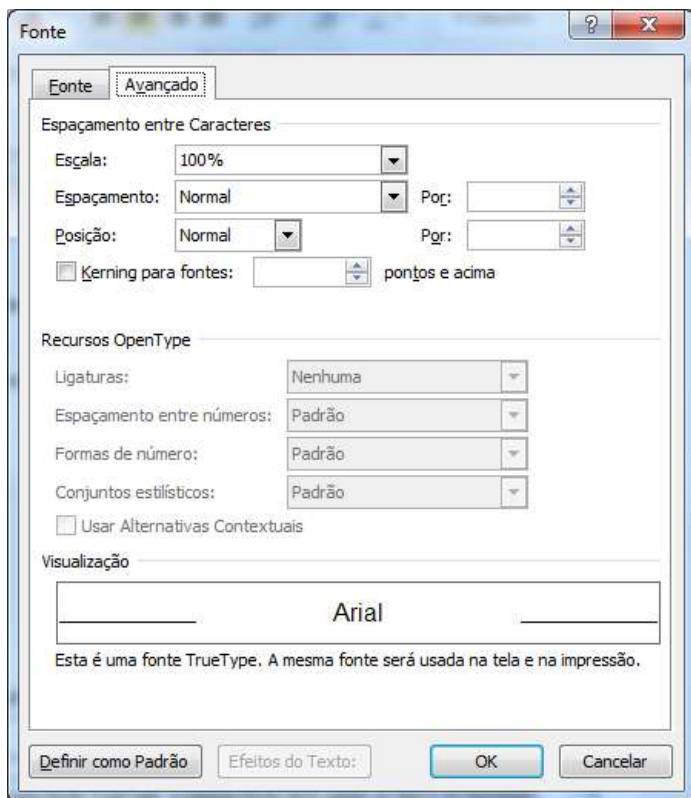 Fonte
Fonte Avançado
Espaçamento entre Caracteres
Escala: 100%
Espaçamento: Normal Por:
Posição: Normal Por:
Kerning para fontes: pontos e acima
Recursos OpenType
Ligaturas: Nenhuma
Espaçamento entre números: Padrão
Formas de número: Padrão
Conjuntos estilísticos: Padrão
Usar Alternativas Contextuais
Visualização
Arial
Esta é uma fonte TrueType. A mesma fonte será usada na tela e na impressão.
Definir como Padrão Efeitos do Texto: OK Cancelar